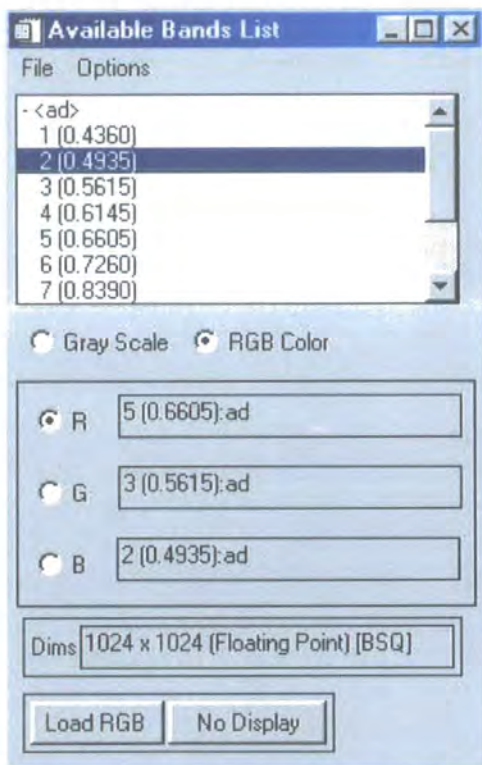 Available Bands List
File Options
- <ad>
1 (0.4360)
2 (0.4935)
3 (0.5615)
4 (0.6145)
5 (0.6605)
6 (0.7260)
7 (0.8390)
Gray Scale RGB Color
R 5 (0.6605):ad
G 3 (0.5615):ad
B 2 (0.4935):ad
Dims 1024 x 1024 (Floating Point) [BSQ]
Load RGB No Display